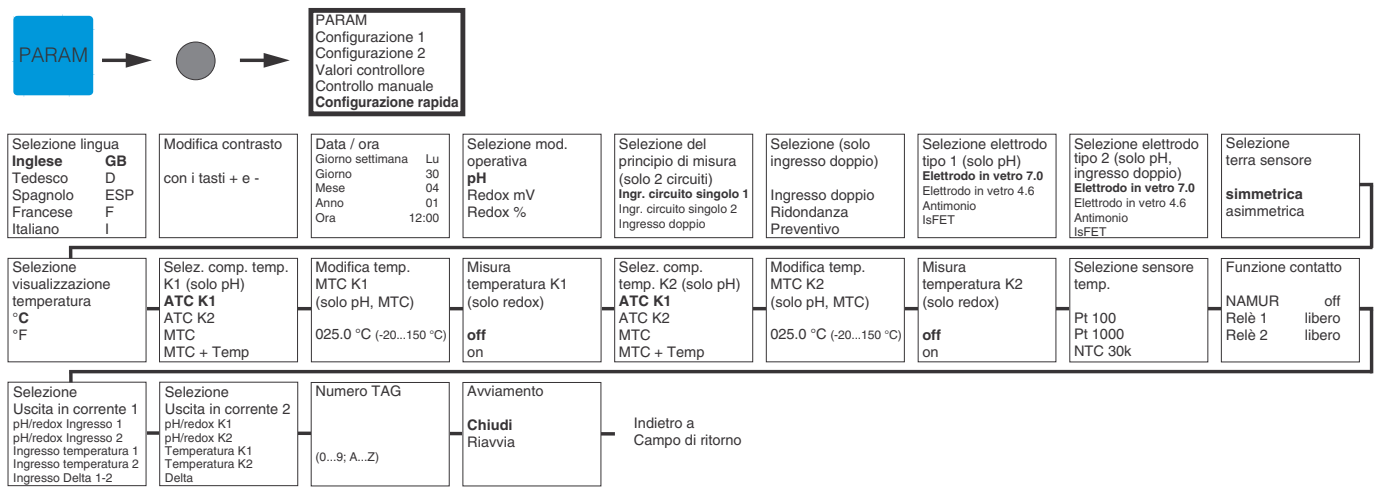 PARAM
PARAM
Configurazione 1
Configurazione 2
Valori controllore
Controllo manuale
Configurazione rapida
Selezione lingua
Inglese GB
Tedesco D
Spagnolo ESP
Francese F
Italiano I
Modifica contrasto
con i tasti + e -
Data / ora
Giorno settimana Lu
Giorno 30
Mese 04
Anno 01
Ora 12:00
Selezione mod.
operativa
pH
Redox mV
Redox %
Selezione del
principio di misura
(solo 2 circuiti)
Ingr. circuito singolo 1
Ingr. circuito singolo 2
Ingresso doppio
Selezione (solo
ingresso doppio)
Ingresso doppio
Ridondanza
Preventivo
Selezione elettrodo
tipo 1 (solo pH)
Elettrodo in vetro 7.0
Elettrodo in vetro 4.6
Antimonio
IsFET
Selezione elettrodo
tipo 2 (solo pH,
ingresso doppio)
Elettrodo in vetro 7.0
Elettrodo in vetro 4.6
Antimonio
IsFET
Selezione
terra sensore
simmetrica
asimmetrica
Selezione
visualizzazione
temperatura
°C
°F
Selez. comp. temp.
K1 (solo pH)
ATC K1
ATC K2
MTC
MTC + Temp
Modifica temp.
MTC K1
(solo pH, MTC)
025.0 °C (-20...150 °C)
Misura
temperatura K1
(solo redox)
off
on
Selez. comp.
temp. K2 (solo pH)
ATC K1
ATC K2
MTC
MTC + Temp
Modifica temp.
MTC K2
(solo pH, MTC)
025.0 °C (-20...150 °C)
Misura
temperatura K2
(solo redox)
off
on
Selezione sensore
temp.
Pt 100
Pt 1000
NTC 30k
Funzione contatto
NAMUR off
Relè 1 libero
Relè 2 libero
Selezione
Uscita in corrente 1
pH/redox Ingresso 1
pH/redox Ingresso 2
Ingresso temperatura 1
Ingresso temperatura 2
Ingresso Delta 1-2
Selezione
Uscita in corrente 2
pH/redox K1
pH/redox K2
Temperatura K1
Temperatura K2
Delta
Numero TAG
(0...9; A...Z)
Avviamento
Chiudi
Riavvia
Indietro a
Campo di ritorno